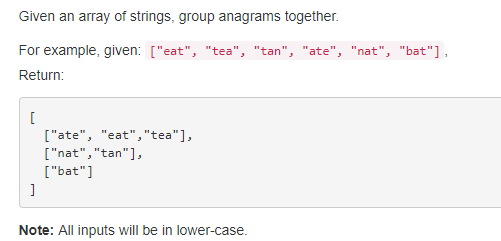 Given an array of strings, group anagrams together.
For example, given: ["eat", "tea", "tan", "ate", "nat", "bat"],
Return:
[
  ["ate", "eat","tea"],
  ["nat","tan"],
  ["bat"]
]
Note: All inputs will be in lower-case.